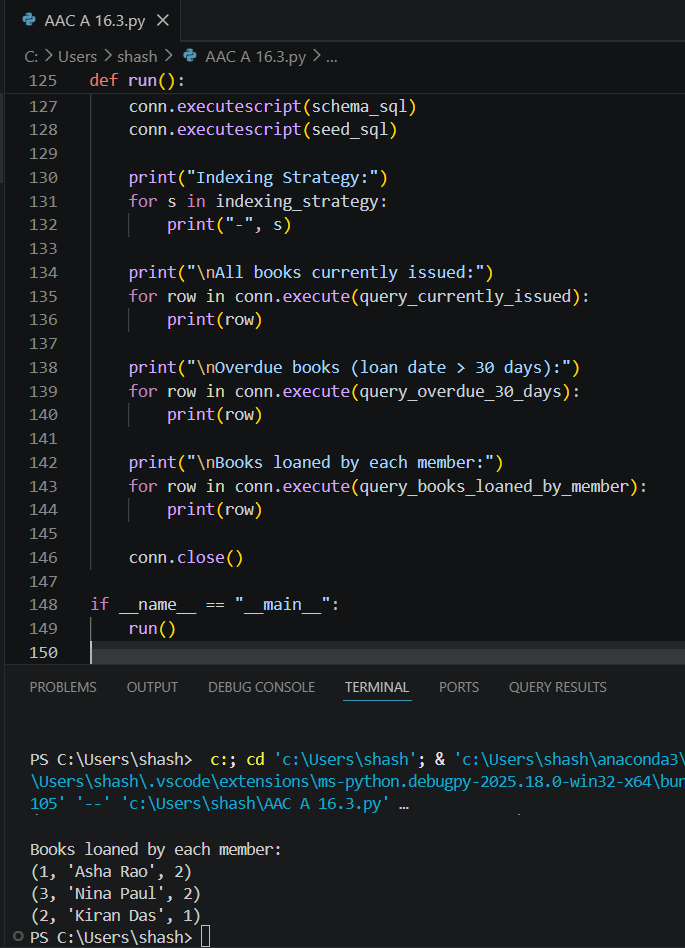 AAC A 16.3.py
C: > Users > shash > AAC A 16.3.py > ...
125 def run():
127 conn.executescript(schema_sql)
128 conn.executescript(seed_sql)
129
130 print("Indexing Strategy:")
131 for s in indexing_strategy:
132 print("-", s)
133
134 print("\nAll books currently issued:")
135 for row in conn.execute(query_currently_issued):
136 print(row)
137
138 print("\nOverdue books (loan date > 30 days):")
139 for row in conn.execute(query_overdue_30_days):
140 print(row)
141
142 print("\nBooks loaned by each member:")
143 for row in conn.execute(query_books_loaned_by_member):
144 print(row)
145
146 conn.close()
147
148 if __name__ == "__main__":
149 run()
150
PROBLEMS OUTPUT DEBUG CONSOLE TERMINAL PORTS QUERY RESULTS
PS C:\Users\shash> c:; cd 'c:\Users\shash'; & 'c:\Users\shash\anaconda3\
\Users\shash\.vscode\extensions\ms-python.debugpy-2025.18.0-win32-x64\bun
105' '--' 'c:\Users\shash\AAC A 16.3.py' …
Books loaned by each member:
(1, 'Asha Rao', 2)
(3, 'Nina Paul', 2)
(2, 'Kiran Das', 1)
PS C:\Users\shash>